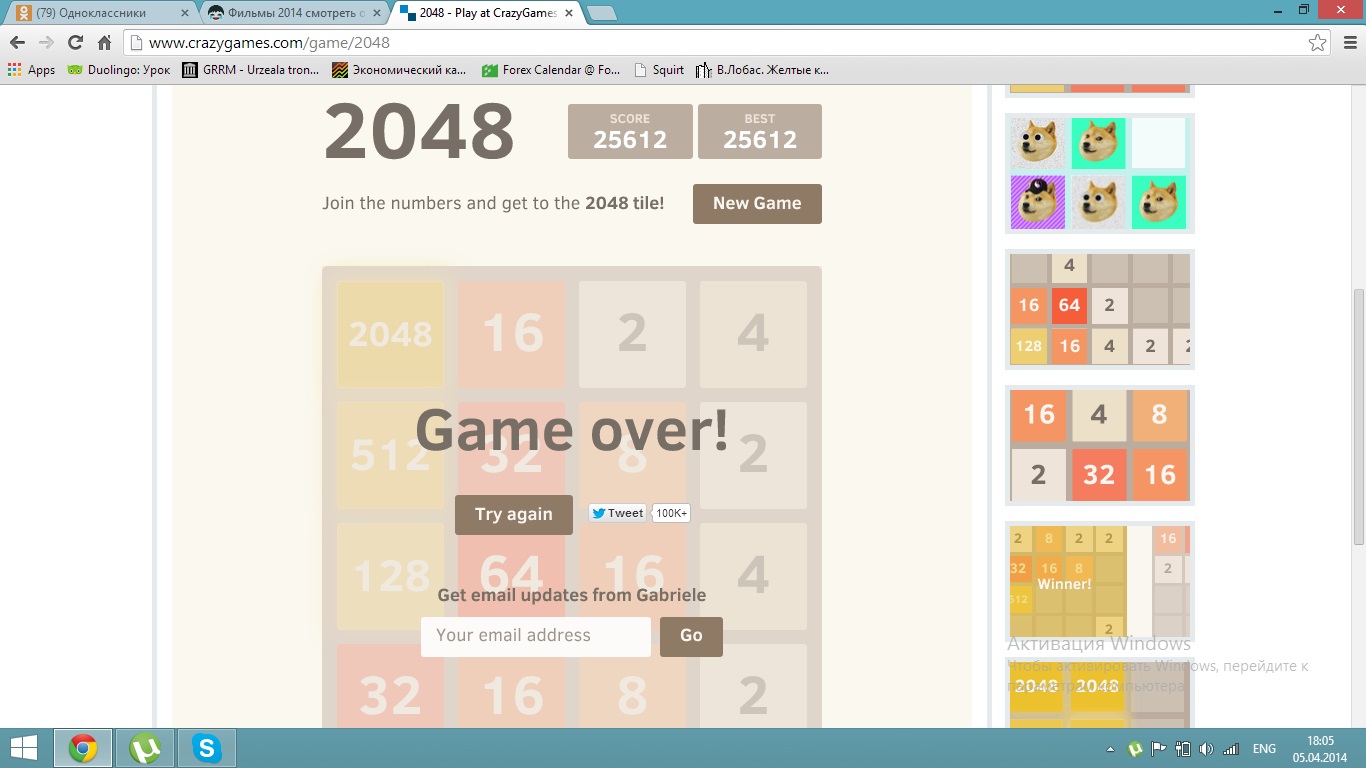 (79) Одноклассники
Фильмы 2014 смотреть о
2048 - Play at CrazyGames
www.crazygames.com/game/2048
Apps
Duolingo: Урок
GRRM - Urzeala tron...
Экономический ка...
Forex Calendar @ Fo...
Squirt
В.Лобас. Желтые к...
2048
SCORE
25612
BEST
25612
Join the numbers and get to the 2048 tile!
New Game
2048 16 2 4
512 32 8 2
Game over!
Try again
Tweet
100K+
128 64 16 4
Get email updates from Gabriele
Your email address
Go
32 16 8 2
4
16 64 2
128 16 4 2 2
16 4 8
2 32 16
2 8 2 2 16
32 16 8 2
Winner!
512
2
2048 2048
Активация Windows
Чтобы активировать Windows, перейдите к
параметрам компьютера.
ENG
18:05
05.04.2014